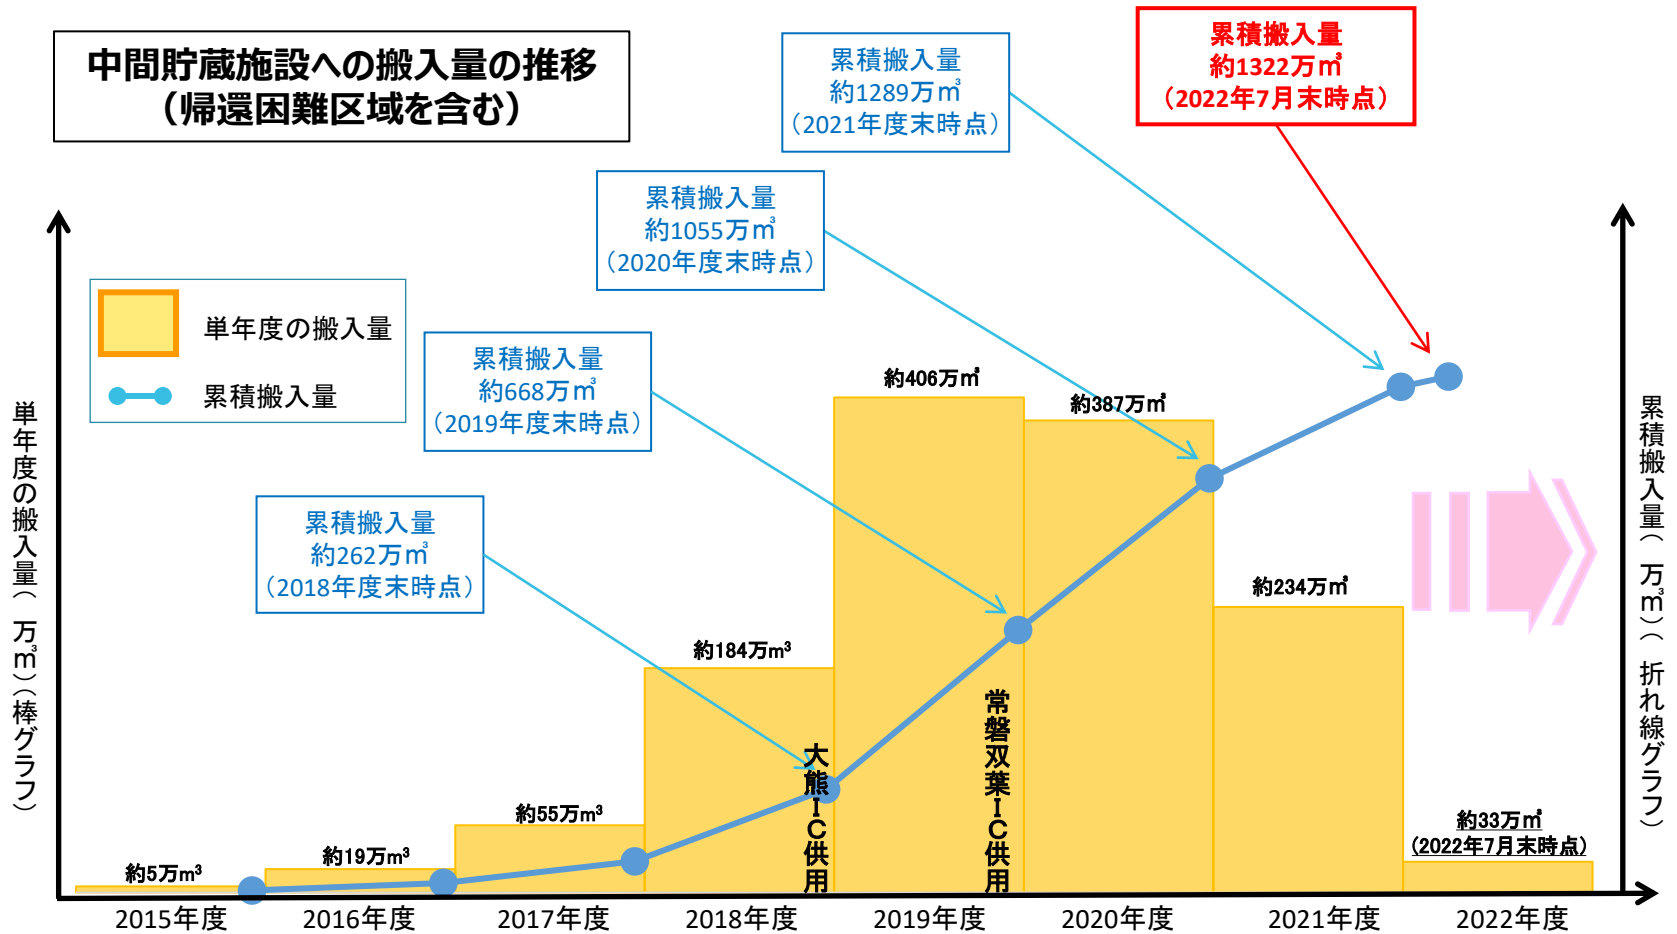 中間貯蔵施設への搬入量の推移
（帰還困難区域を含む）
累積搬入量
約1322万㎥
（2022年7月末時点）
累積搬入量
約1289万㎥
（2021年度末時点）
累積搬入量
約1055万㎥
（2020年度末時点）
累積搬入量
約668万㎥
（2019年度末時点）
累積搬入量
約262万㎥
（2018年度末時点）
単年度の搬入量
累積搬入量
単年度の搬入量（万㎥）（棒グラフ）
累積搬入量（万㎥）（折れ線グラフ）
約5万m³
約19万m³
約55万m³
約184万m³
約406万㎥
約387万㎥
約234万㎥
約33万㎥
（2022年7月末時点）
大熊IC供用
常磐双葉IC供用
2015年度
2016年度
2017年度
2018年度
2019年度
2020年度
2021年度
2022年度